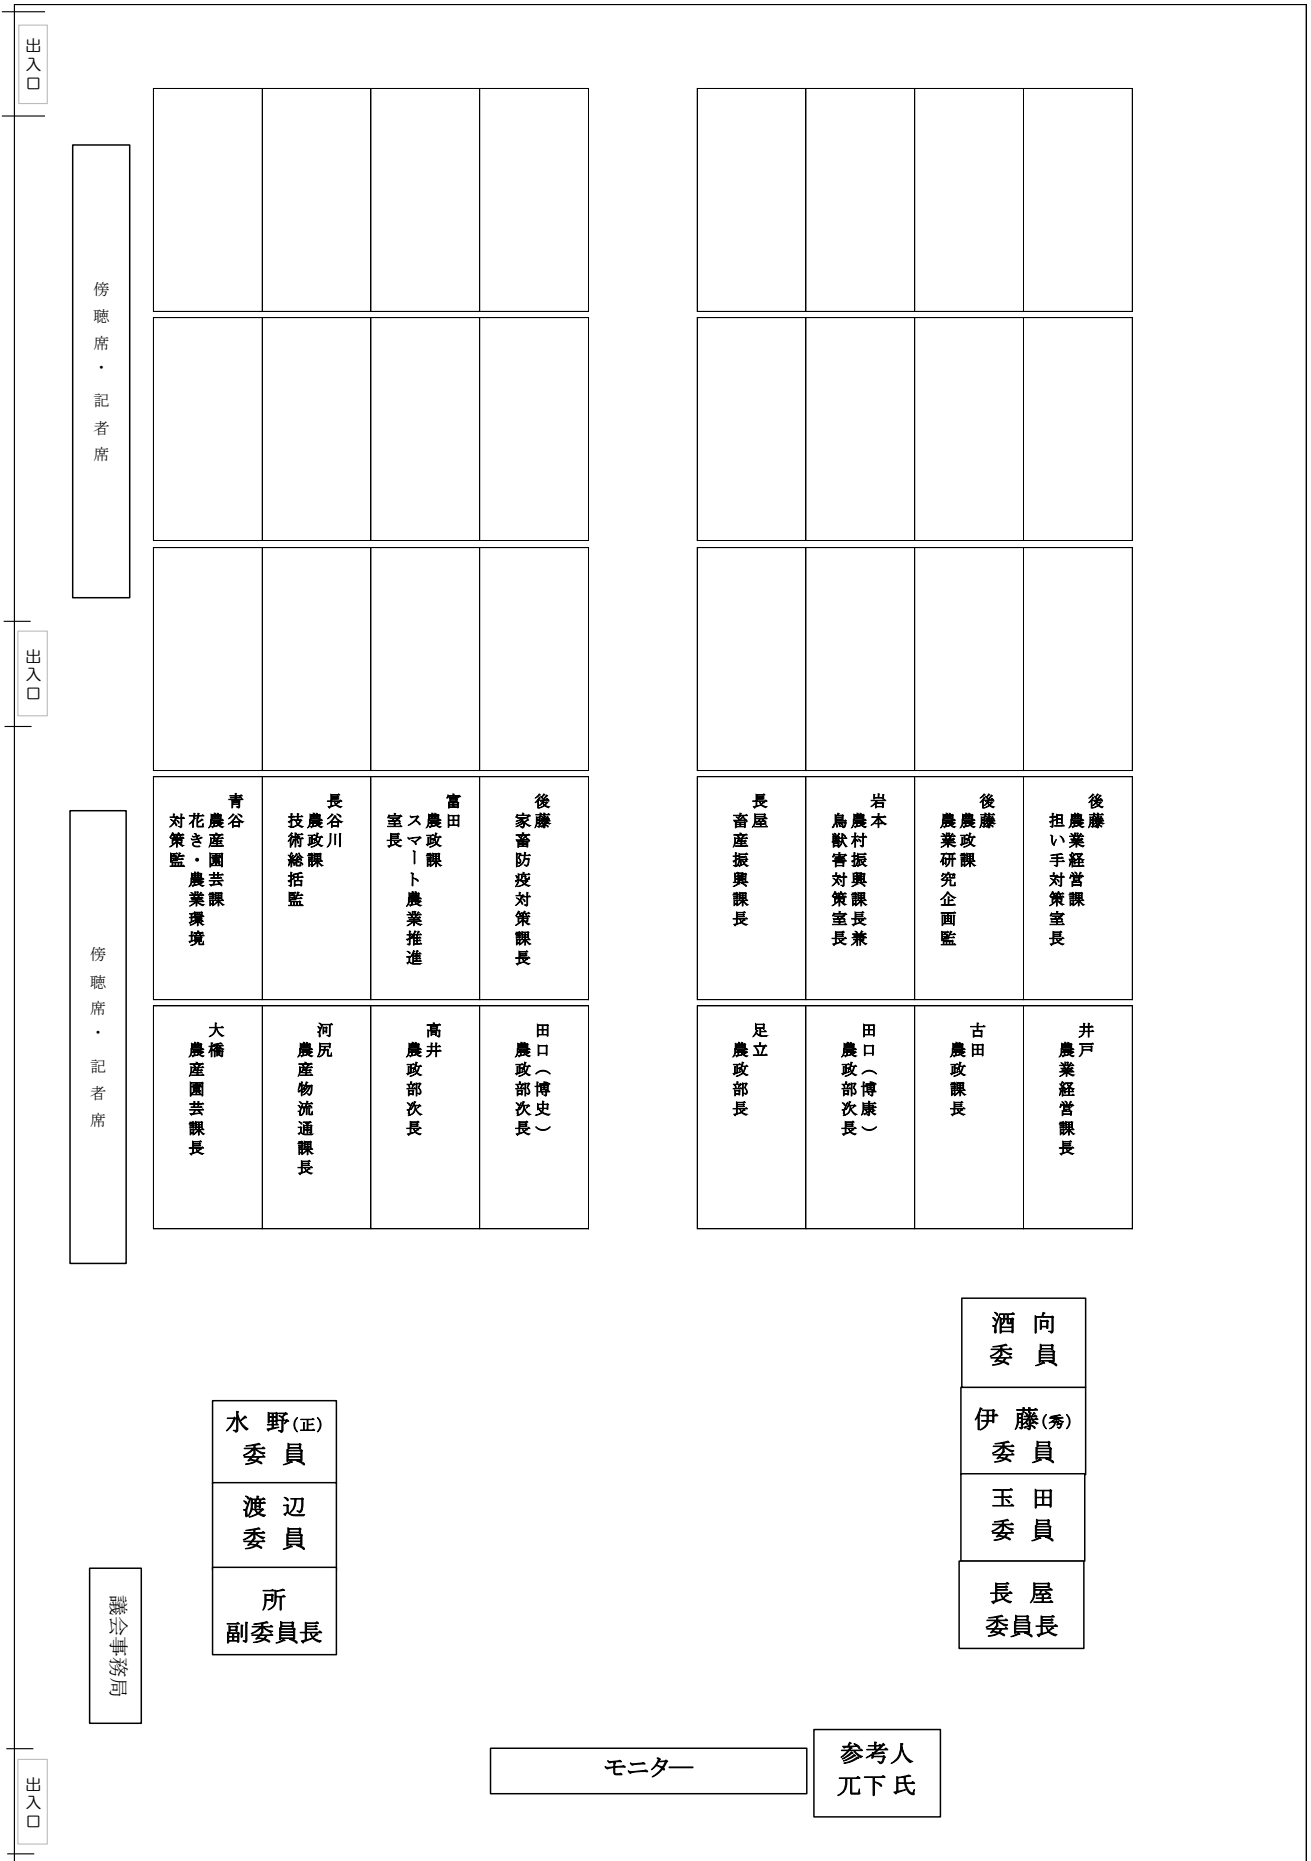 出入口
傍聴席・記者席
出入口
後藤
農業経営課
担い手対策室長
後藤
農政課
農業研究企画監
岩本
農村振興課長兼
鳥獣害対策室長
長屋
畜産振興課長
後藤
家畜防疫対策課長
富田
農政課
スマート農業推進
室長
長谷川
農政課
技術総括監
青谷
農産園芸課
花き・農業環境
対策監
傍聴席・記者席
井戸
農業経営課長
古田
農政課長
田口（博康）
農政部次長
足立
農政部長
田口（博史）
農政部次長
高井
農政部次長
河尻
農産物流通課長
大橋
農産園芸課長
酒向
委員
伊藤(秀)
委員
玉田
委員
長屋
委員長
水野(正)
委員
渡辺
委員
所
副委員長
議会事務局
モニター
参考人
兀下氏
出入口